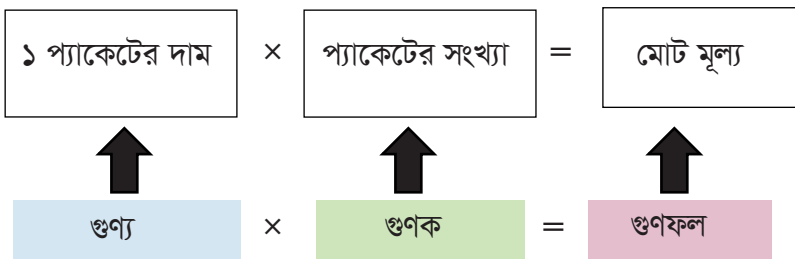 ১ প্যাকেটের দাম × প্যাকেটের সংখ্যা = মোট মূল্য
গুণ্য × গুণক = গুণফল